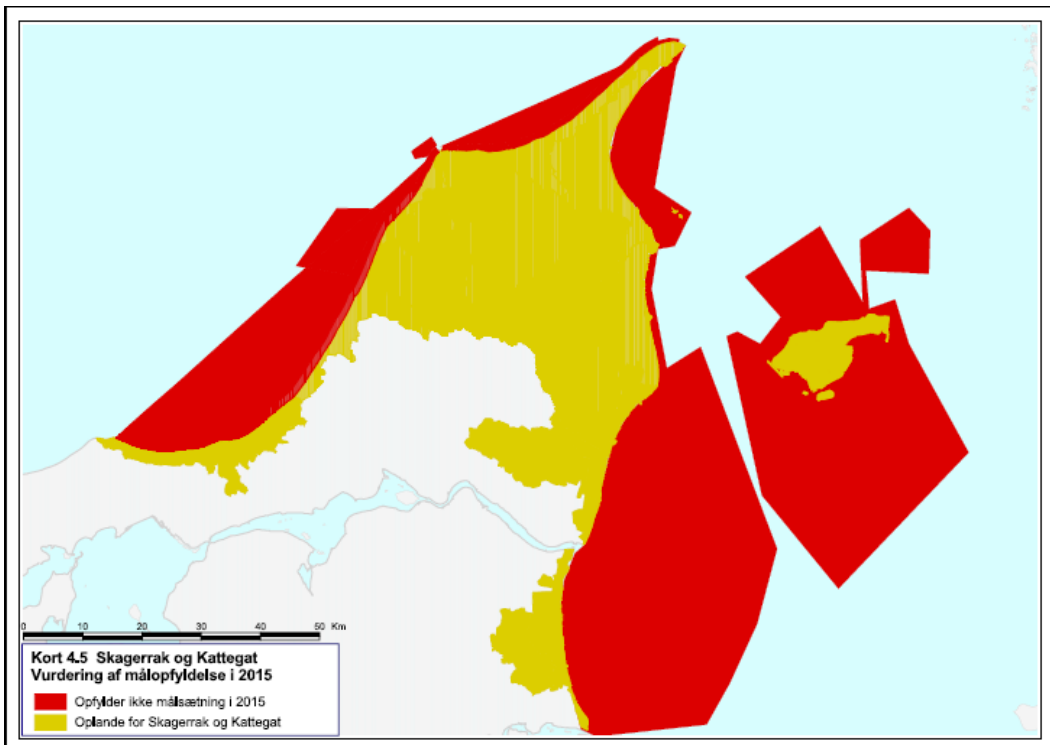 0 10 20 30 40 50 Km
Kort 4.5 Skagerrak og Kattegat
Vurdering af målopfyldelse i 2015
Opfylder ikke målsætning i 2015
Oplande for Skagerrak og Kattegat